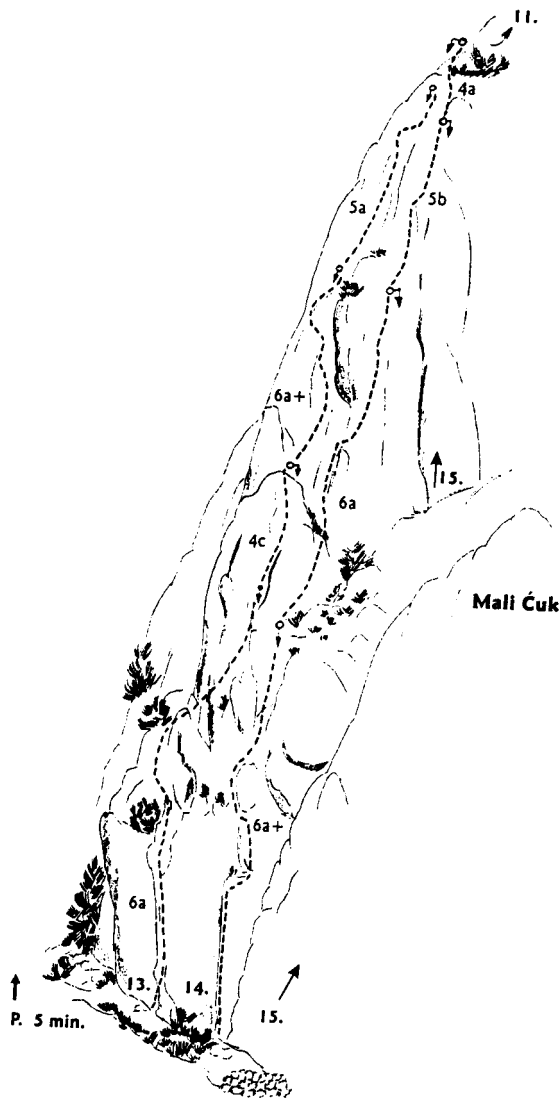 11.
4a
5a
5b
6a+
15.
6a
4c
Mali Ćuk
6a+
6a
13.
14.
15.
P. 5 min.